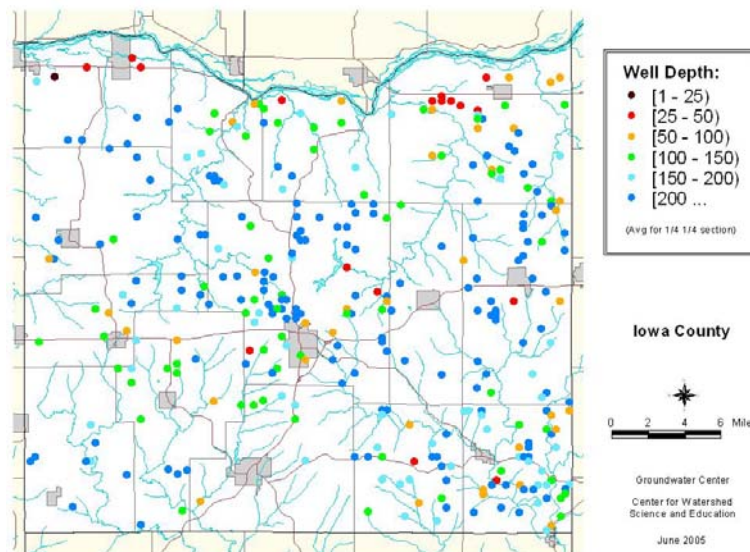 Well Depth:
[1 - 25)
[25 - 50)
[50 - 100)
[100 - 150)
[150 - 200)
[200 ...
(Avg for 1/4 1/4 section)
Iowa County
0 2 4 6 Mile
Groundwater Center
Center for Watershed
Science and Education
June 2005